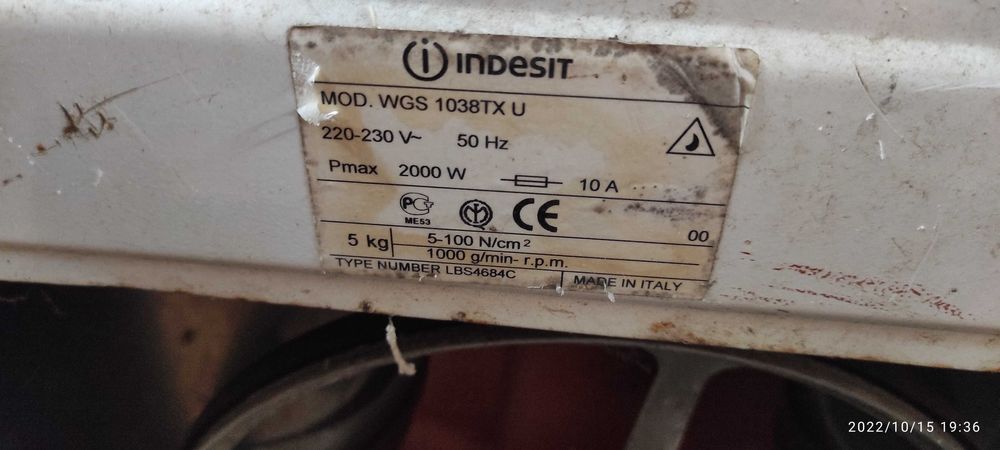 indesit
MOD. WGS 1038TX U
220-230 V~ 50 Hz
Pmax 2000 W 10 A
РСТ
ME53
CE
00
5 kg 5-100 N/cm²
1000 g/min- r.p.m.
TYPE NUMBER LBS4684C MADE IN ITALY
2022/10/15 19:36